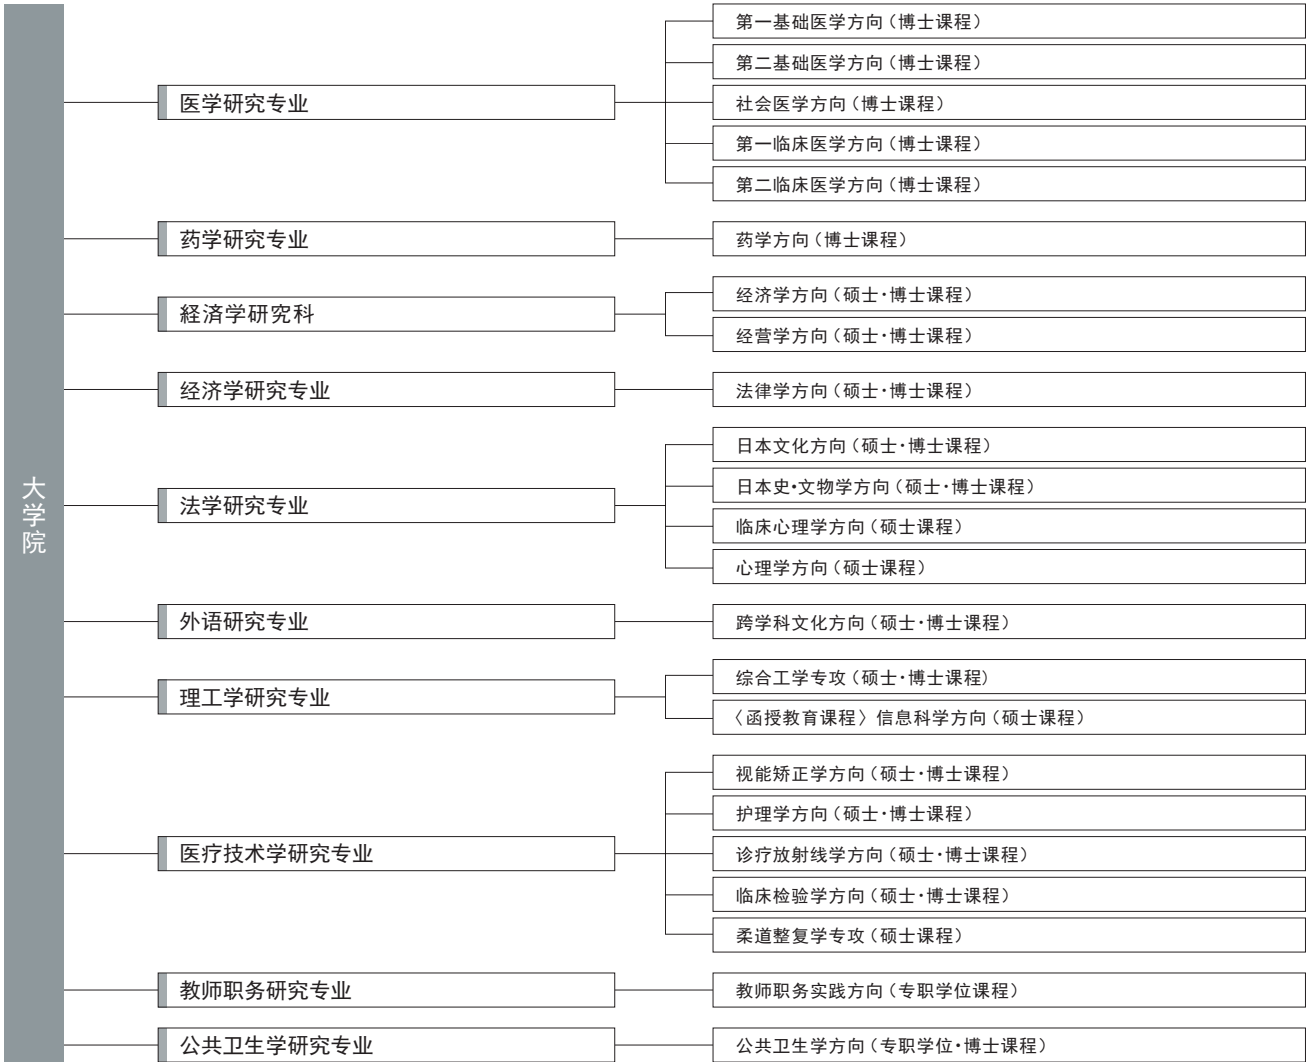 大学院
医学研究专业
第一基础医学方向（博士课程）
第二基础医学方向（博士课程）
社会医学方向（博士课程）
第一临床医学方向（博士课程）
第二临床医学方向（博士课程）
药学研究专业
药学方向（博士课程）
経済学研究科
经济学方向（硕士·博士课程）
经营学方向（硕士·博士课程）
经济学研究专业
法律学方向（硕士·博士课程）
法学研究专业
日本文化方向（硕士·博士课程）
日本史·文物学方向（硕士·博士课程）
临床心理学方向（硕士课程）
心理学方向（硕士课程）
外语研究专业
跨学科文化方向（硕士·博士课程）
理工学研究专业
综合工学专攻（硕士·博士课程)
〈函授教育课程〉信息科学方向（硕士课程）
医疗技术学研究专业
视能矫正学方向（硕士·博士课程）
护理学方向（硕士·博士课程）
诊疗放射线学方向（硕士·博士课程）
临床检验学方向（硕士·博士课程）
柔道整复学专攻（硕士课程）
教师职务研究专业
教师职务实践方向（专职学位课程）
公共卫生学研究专业
公共卫生学方向（专职学位·博士课程）